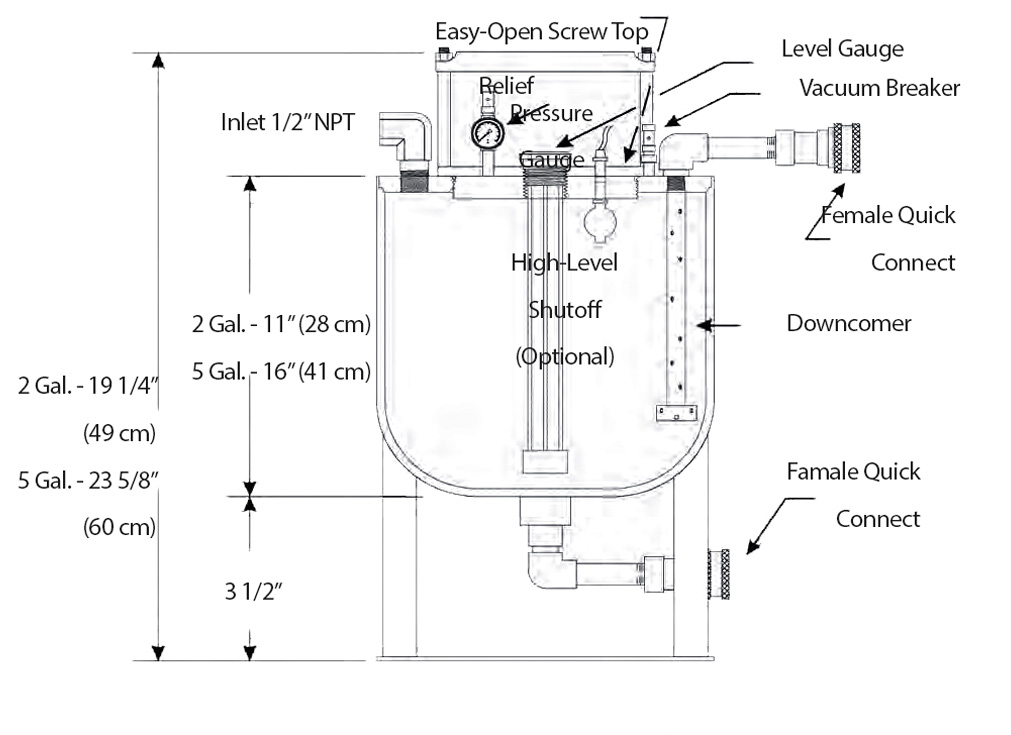 Easy-Open Screw Top
Level Gauge
Relief
Vacuum Breaker
Pressure
Inlet 1/2” NPT
Gauge
Female Quick
Connect
High-Level
Shutoff
(Optional)
2 Gal. - 11” (28 cm)
5 Gal. - 16” (41 cm)
Downcomer
2 Gal. - 19 1/4”
(49 cm)
5 Gal. - 23 5/8”
(60 cm)
Famale Quick
Connect
3 1/2”